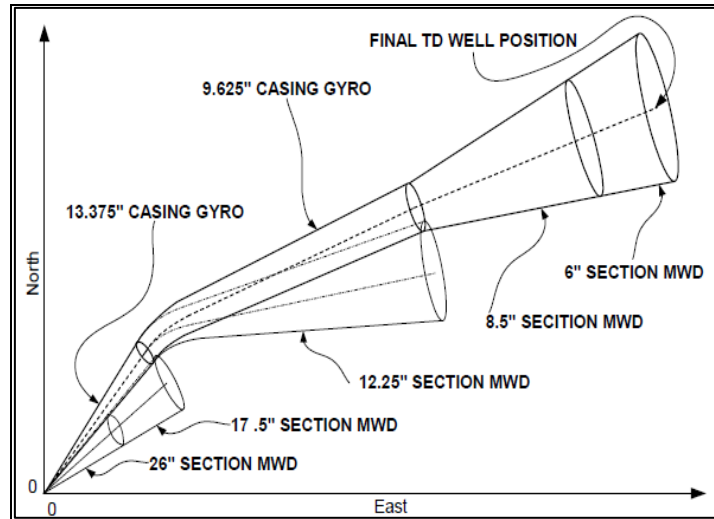 FINAL TD WELL POSITION
9.625" CASING GYRO
13.375" CASING GYRO
North
6" SECTION MWD
8.5" SECITION MWD
12.25" SECTION MWD
17 .5" SECTION MWD
26" SECTION MWD
0
0
East